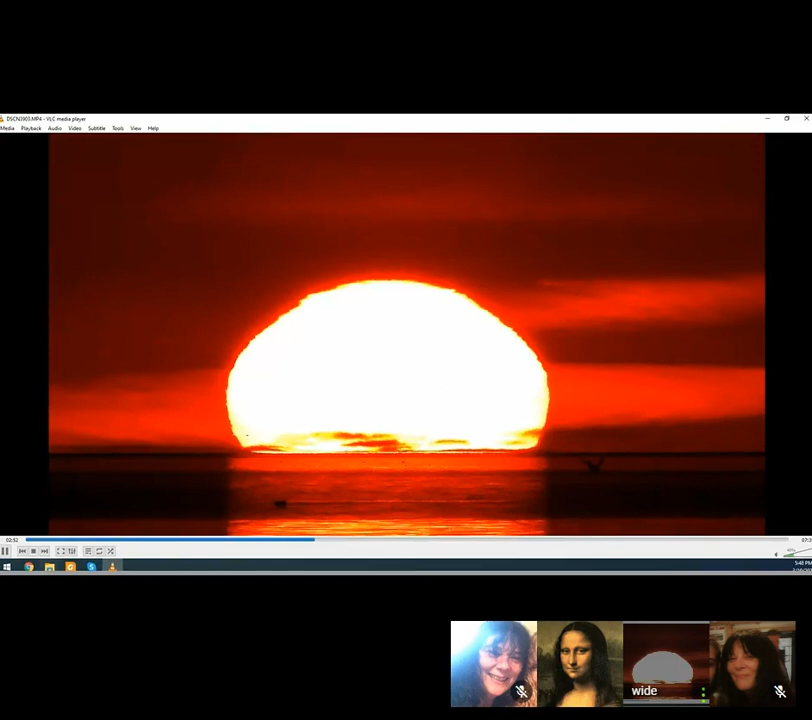 DSCN3903.MP4 - VLC media player
Media Playback Audio Video Subtitle Tools View Help
02:52
5:48 PM
wide